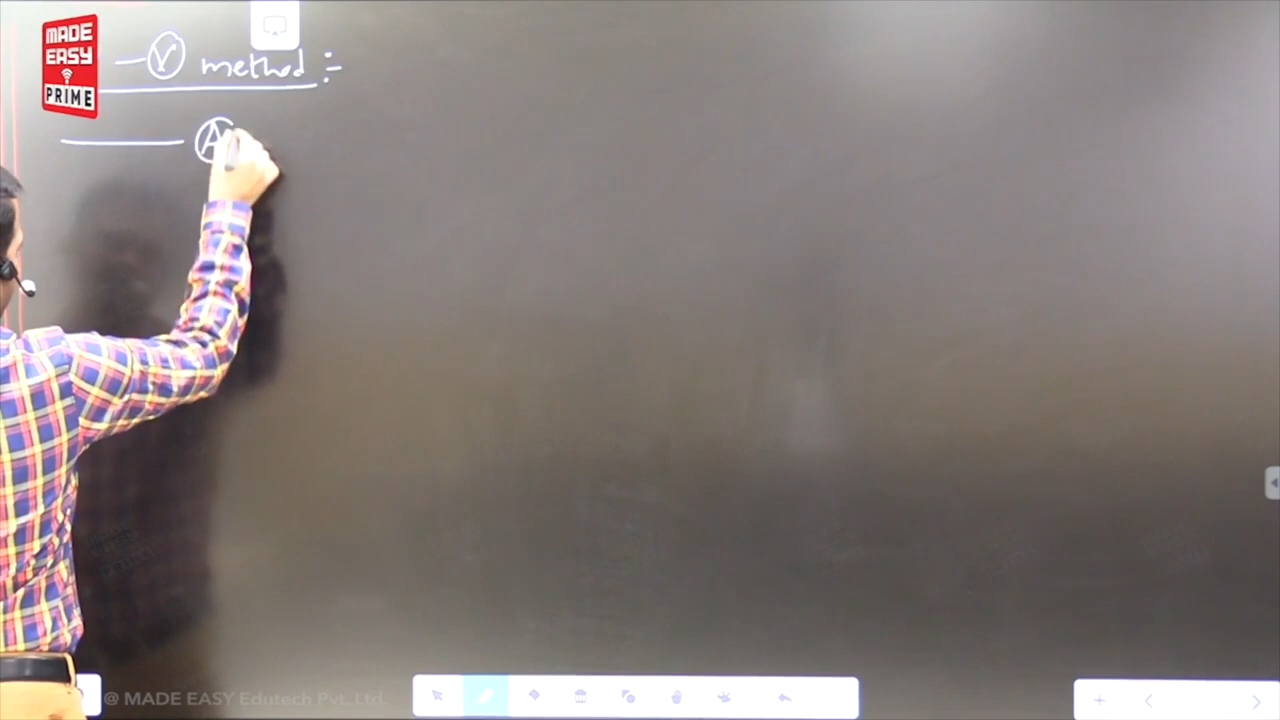 MADE
EASY
PRIME
V method :-
A
@ MADE EASY Edutech Pvt. Ltd.